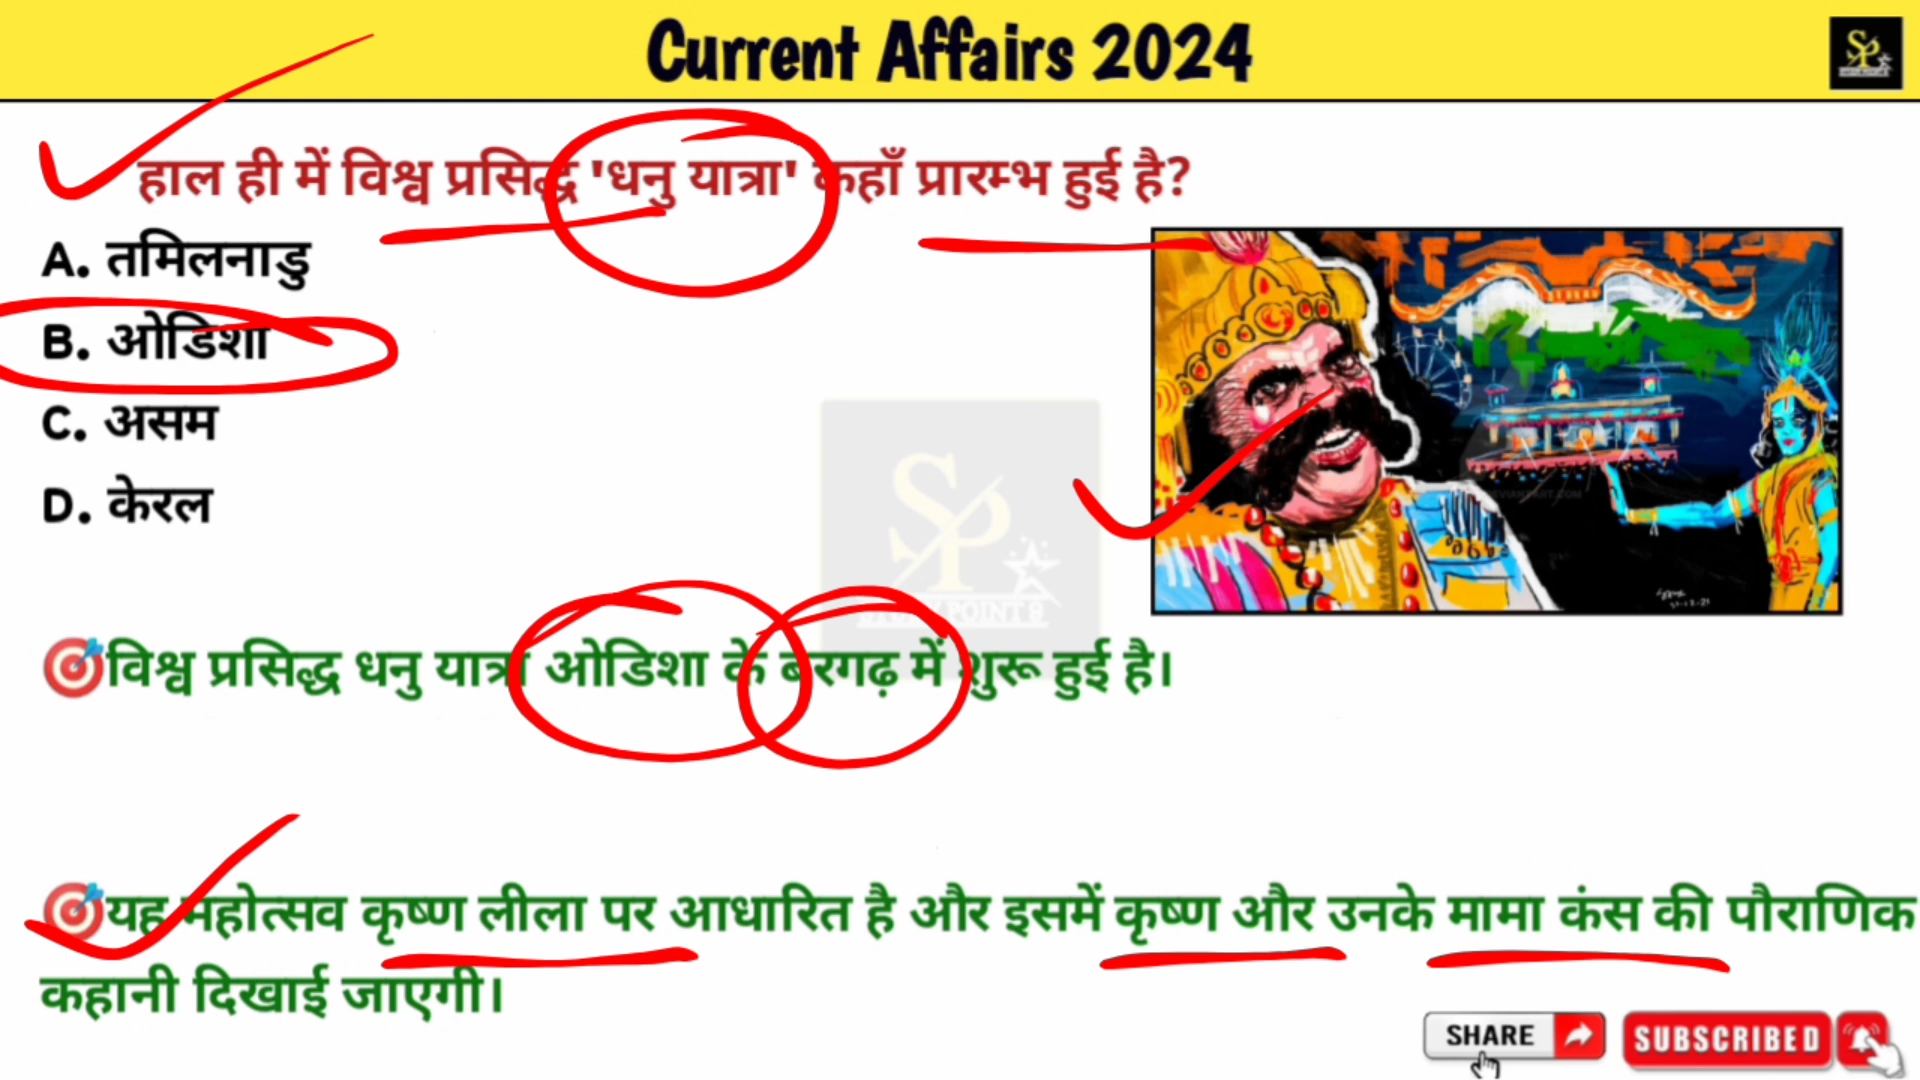 Current Affairs 2024
हाल ही में विश्व प्रसिद्ध 'धनु यात्रा' कहाँ प्रारम्भ हुई है?
A. तमिलनाडु
B. ओडिशा
C. असम
D. केरल
🎯विश्व प्रसिद्ध धनु यात्रा ओडिशा के बरगढ़ में शुरू हुई है।
🎯यह महोत्सव कृष्ण लीला पर आधारित है और इसमें कृष्ण और उनके मामा कंस की पौराणिक
कहानी दिखाई जाएगी।
SHARE
SUBSCRIBED